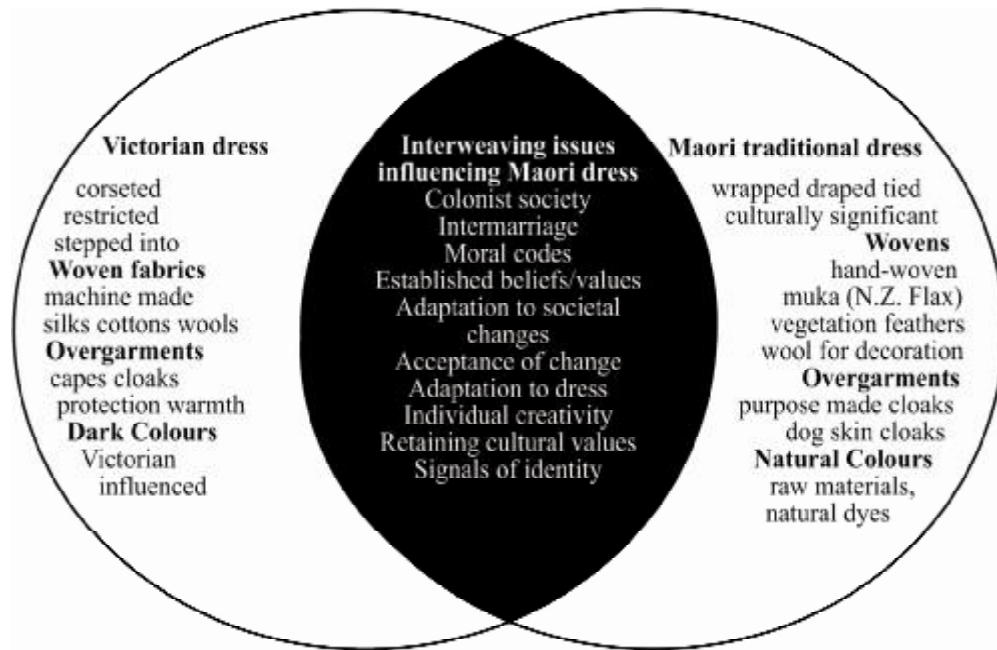 Victorian dress
corseted
restricted
stepped into
Woven fabrics
machine made
silks cottons wools
Overgarments
capes cloaks
protection warmth
Dark Colours
Victorian
influenced
Interweaving issues
influencing Maori dress
Colonist society
Intermarriage
Moral codes
Established beliefs/values
Adaptation to societal
changes
Acceptance of change
Adaptation to dress
Individual creativity
Retaining cultural values
Signals of identity
Maori traditional dress
wrapped draped tied
culturally significant
Wovens
hand-woven
muka (N.Z. Flax)
vegetation feathers
wool for decoration
Overgarments
purpose made cloaks
dog skin cloaks
Natural Colours
raw materials,
natural dyes